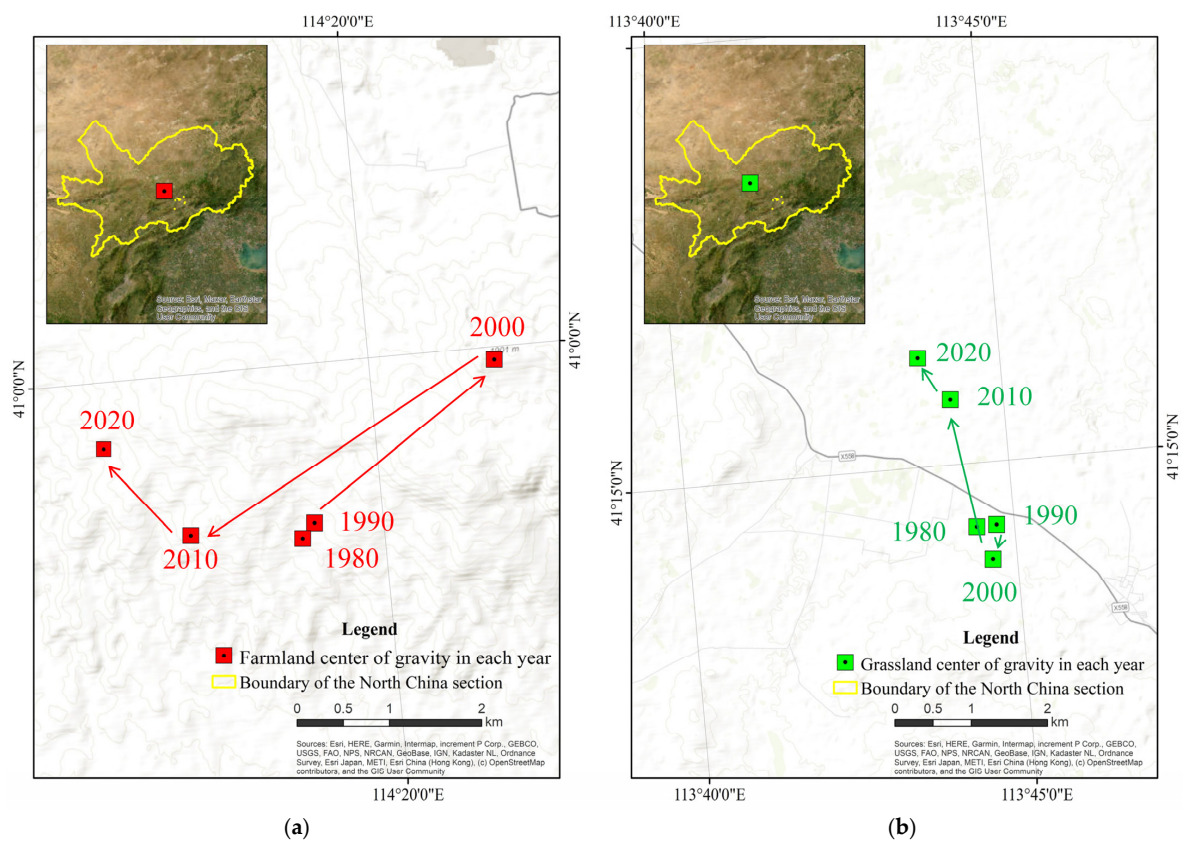 114°20'0"E
Source: Esri, Maxar, Earthstar
Geographics, and the GIS
User Community
2000
41°0'0"N
41°0'0"N
2020
1990
1980
2010
Legend
Farmland center of gravity in each year
Boundary of the North China section
0 0.5 1 2
km
Sources: Esri, HERE, Garmin, Intermap, increment P Corp., GEBCO,
USGS, FAO, NPS, NRCAN, GeoBase, IGN, Kadaster NL, Ordnance
Survey, Esri Japan, METI, Esri China (Hong Kong), (c) OpenStreetMap
contributors, and the GIS User Community
114°20'0"E
(a)
113°40'0"E
113°45'0"E
Source: Esri, Maxar, Earthstar
Geographics, and the GIS
User Community
2020
2010
X558
41°15'0"N
41°15'0"N
1990
1980
2000
X558
Legend
Grassland center of gravity in each year
Boundary of the North China section
0 0.5 1 2
km
Sources: Esri, HERE, Garmin, Intermap, increment P Corp., GEBCO,
USGS, FAO, NPS, NRCAN, GeoBase, IGN, Kadaster NL, Ordnance
Survey, Esri Japan, METI, Esri China (Hong Kong), (c) OpenStreetMap
contributors, and the GIS User Community
113°40'0"E
113°45'0"E
(b)